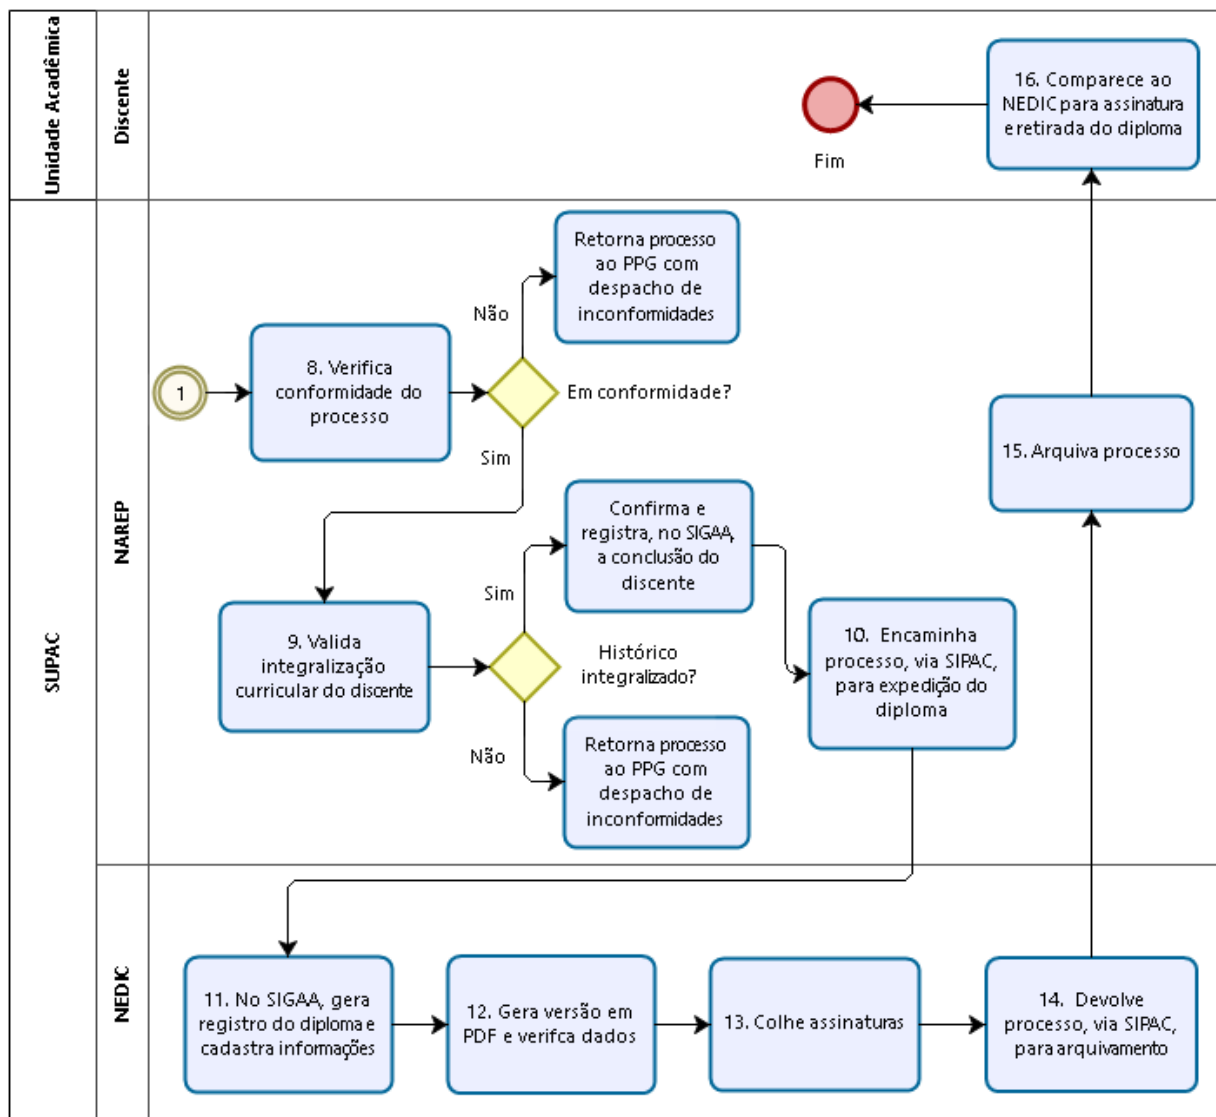 Unidade Acadêmica
Discente
16. Comparece ao
NEDIC para assinatura
e retirada do diploma
Fim
SUPAC
NAREP
Retorna processo
ao PPG com
despacho de
inconformidades
Não
1
8. Verifica
conformidade do
processo
Em conformidade?
Sim
15. Arquiva processo
Confirma e
registra, no SIGAA,
a conclusão do
discente
Sim
9. Valida
integralização
curricular do discente
Histórico
integralizado?
10. Encaminha
processo, via SIPAC,
para expedição do
diploma
Não
Retorna processo
ao PPG com
despacho de
inconformidades
NEDIC
11. No SIGAA, gera
registro do diploma e
cadastra informações
12. Gera versão em
PDF e verifca dados
13. Colhe assinaturas
14. Devolve
processo, via SIPAC,
para arquivamento